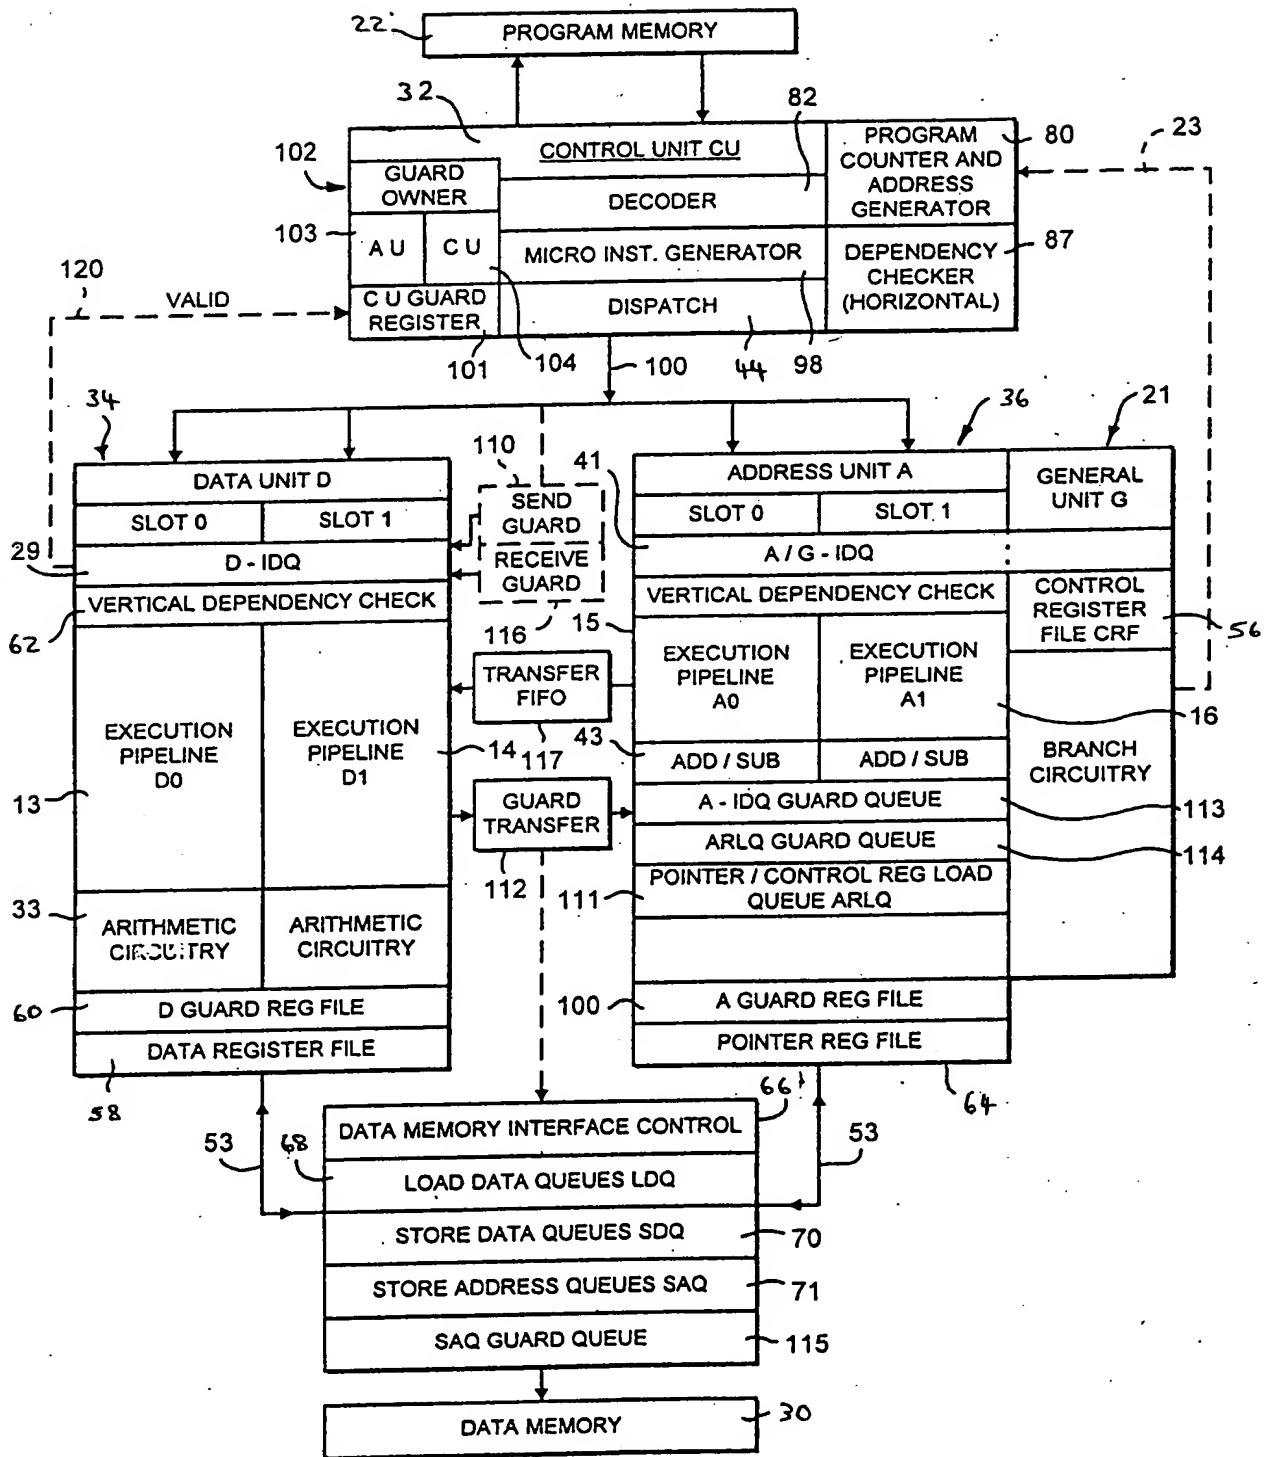 22
PROGRAM MEMORY
32
82
CONTROL UNIT CU
PROGRAM
COUNTER AND
ADDRESS
GENERATOR
80
23
102
GUARD
OWNER
DECODER
103
A U
C U
MICRO INST. GENERATOR
DEPENDENCY
CHECKER
(HORIZONTAL)
87
120
VALID
C U GUARD
REGISTER
DISPATCH
101
104
100
44
98
34
36
21
110
41
DATA UNIT D
SEND
GUARD
ADDRESS UNIT A
GENERAL
UNIT G
SLOT 0
SLOT 1
SLOT 0
SLOT 1
29
D - IDQ
RECEIVE
GUARD
A / G - IDQ
VERTICAL DEPENDENCY CHECK
VERTICAL DEPENDENCY CHECK
CONTROL
REGISTER
FILE CRF
62
116
15
56
EXECUTION
PIPELINE
D0
EXECUTION
PIPELINE
D1
TRANSFER
FIFO
EXECUTION
PIPELINE
A0
EXECUTION
PIPELINE
A1
16
14
117
43
ADD / SUB
ADD / SUB
BRANCH
CIRCUITRY
13
GUARD
TRANSFER
A - IDQ GUARD QUEUE
113
ARLQ GUARD QUEUE
114
112
111
POINTER / CONTROL REG LOAD
QUEUE ARLQ
33
ARITHMETIC
CIRCUITRY
ARITHMETIC
CIRCUITRY
60
D GUARD REG FILE
100
A GUARD REG FILE
DATA REGISTER FILE
POINTER REG FILE
58
66
64
53
68
DATA MEMORY INTERFACE CONTROL
53
LOAD DATA QUEUES LDQ
STORE DATA QUEUES SDQ
70
STORE ADDRESS QUEUES SAQ
71
SAQ GUARD QUEUE
115
DATA MEMORY
30